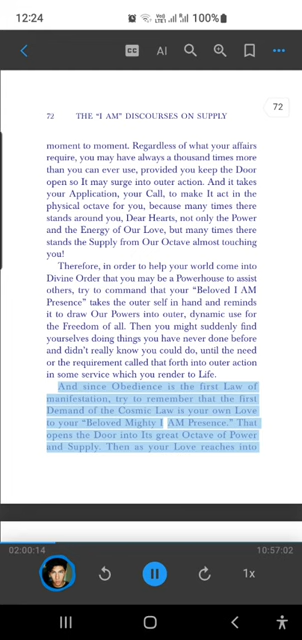 12:24
100%
CC
AI
72
72 THE "I AM" DISCOURSES ON SUPPLY
moment to moment. Regardless of what your affairs
require, you may have always a thousand times more
than you can ever use, provided you keep the Door
open so It may surge into outer action. And it takes
your Application, your Call, to make It act in the
physical octave for you, because many times there
stands around you, Dear Hearts, not only the Power
and the Energy of Our Love, but many times there
stands the Supply from Our Octave almost touching
you!
Therefore, in order to help your world come into
Divine Order that you may be a Powerhouse to assist
others, try to command that your "Beloved I AM
Presence" takes the outer self in hand and reminds
it to draw Our Powers into outer, dynamic use for
the Freedom of all. Then you might suddenly find
yourselves doing things you have never done before
and didn't really know you could do, until the need
or the requirement called that forth into outer action
in some service which you render to Life.
And since Obedience is the first Law of
manifestation, try to remember that the first
Demand of the Cosmic Law is your own Love
to your "Beloved Mighty I AM Presence." That
opens the Door into Its great Octave of Power
and Supply. Then as your Love reaches into
02:00:14
10:57:02
1x